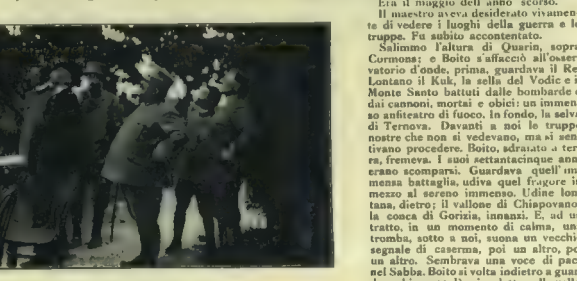 Era il maggio dell'anno scorso.
Il maestro aveva desiderato vivamen
te di vedere i luoghi della guerra e le
truppe. Fu subito accontentato.
Salimmo l'altura di Quarin, sopra
Cormons; e Boito s'affacciò all'osser
vatorio d'onde, prima, guardava il Re
Lontano il Kuk, la sella del Vodic e i
Monte Santo battuti dalle bombarde e
dai cannoni, mortai e obici: un immen
so anfiteatro di fuoco. In fondo, la selva
di Ternova. Davanti a noi le truppe
nostre che non si vedevano, ma si sen
tivano procedere. Boito, sdraiato a ter
ra, fremeva. I suoi settantacinque ann
erano scomparsi. Guardava quell'im
mensa battaglia, udiva quel fragore in
mezzo al sereno immenso. Udine lon
tana, dietro; il vallone di Chiapovano
la conca di Gorizia, innanzi. E, ad un
tratto, in un momento di calma, una
tromba, sotto a noi, suona un vecchi
segnale di caserma, poi un altro, po
un altro. Sembrava una voce di pac
nel Sabba. Boito si volta indietro a guar